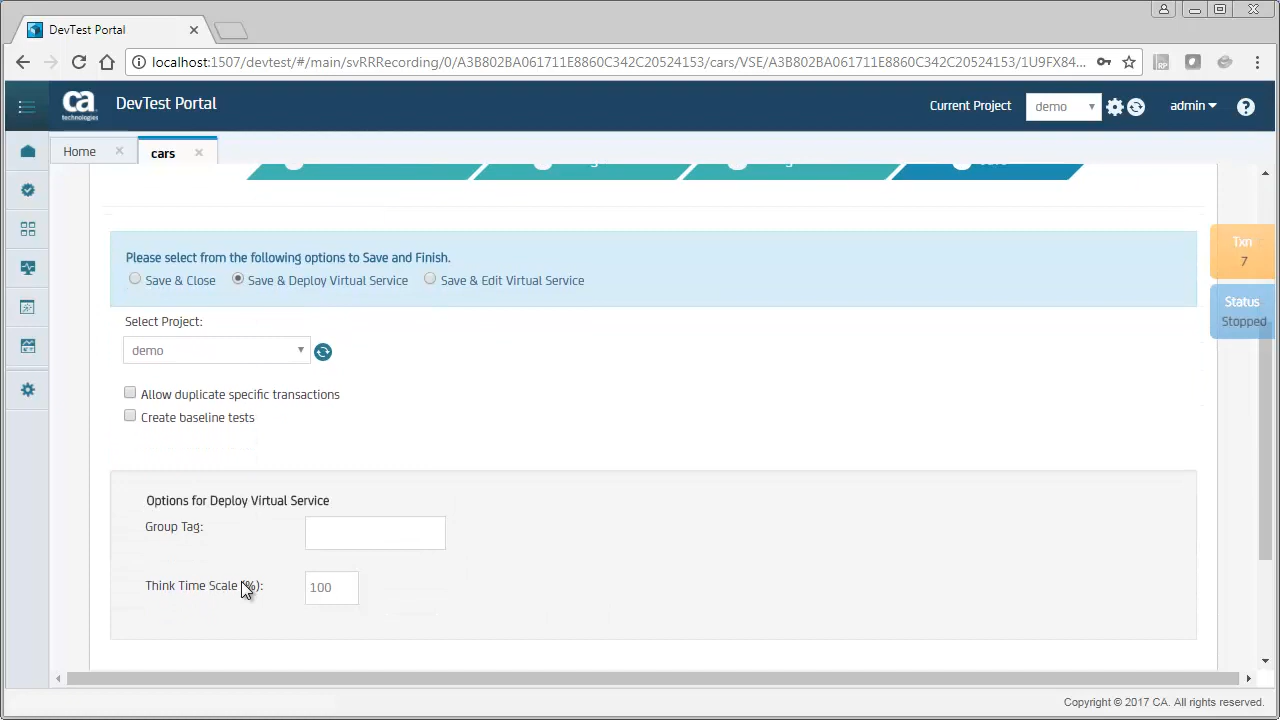 DevTest Portal
localhost:1507/devtest/#/main/svRRRecording/0/A3B802BA061711E8860C342C20524153/cars/VSE/A3B802BA061711E8860C342C20524153/1U9FX84...
RP
ca
technologies
DevTest Portal
Current Project
demo
admin
?
Home
cars
Please select from the following options to Save and Finish.
Save & Close
Save & Deploy Virtual Service
Save & Edit Virtual Service
Txn
7
Status
Stopped
Select Project:
demo
Allow duplicate specific transactions
Create baseline tests
Options for Deploy Virtual Service
Group Tag:
Think Time Scale (%):
100
Copyright © 2017 CA. All rights reserved.